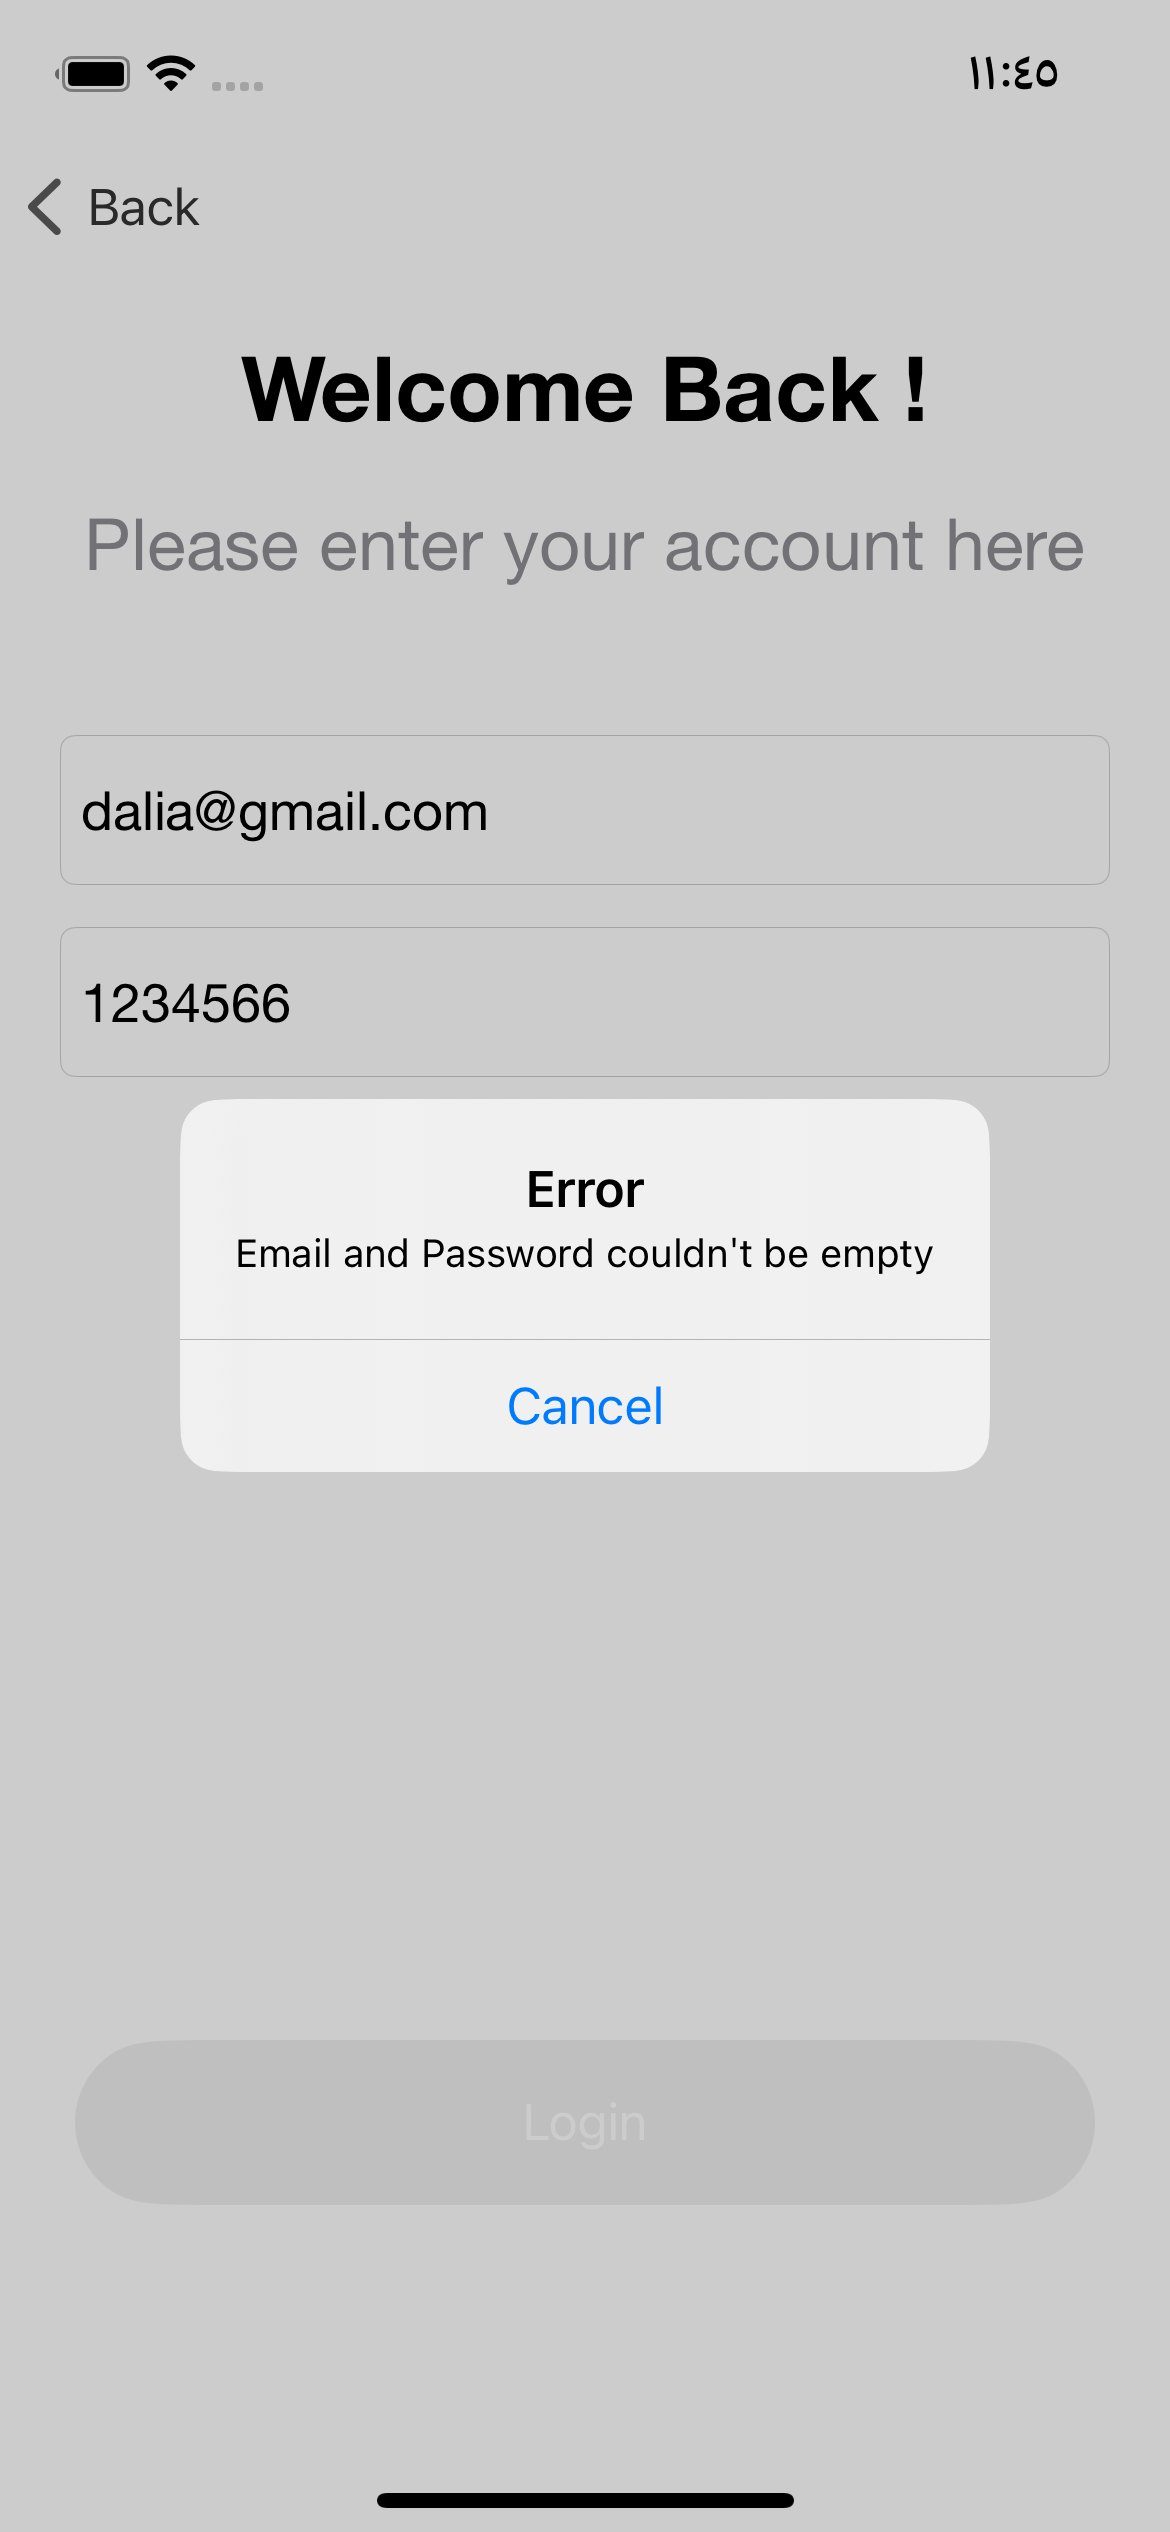 ١١:٤٥
Back
Welcome Back !
Please enter your account here
dalia@gmail.com
1234566
Error
Email and Password couldn't be empty
Cancel
Login